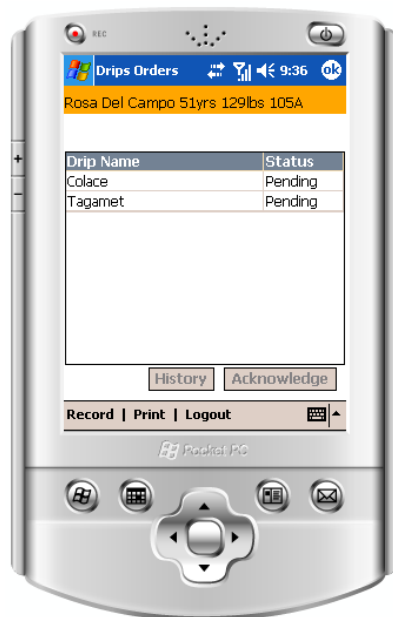 REC
Drips Orders 9:36 ok
Rosa Del Campo 51yrs 129lbs 105A
Drip Name Status
Colace Pending
Tagamet Pending
History Acknowledge
Record | Print | Logout
Pocket PC